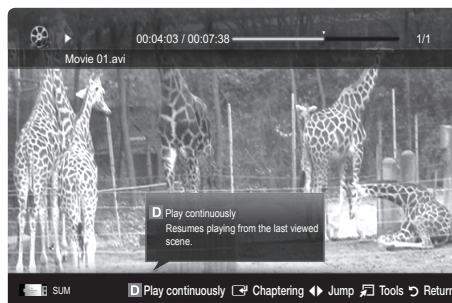 00:04:03 / 00:07:38 1/1
Movie 01.avi
D Play continuously
Resumes playing from the last viewed
scene.
SUM D Play continuously Chaptering Jump Tools Return